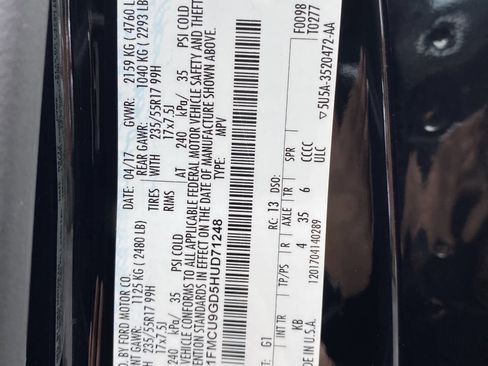 BY FORD MOTOR CO. DATE: 04/17 GVWR: 2159 KG ( 4760 L
GAWR: 1125 KG ( 2480 LB) REAR GAWR: 1040 KG ( 2293 LB
235/55R17 99H TIRES WITH 235/55R17 99H
17x7.5J RIMS 17x7.5J
240 kPa/ 35 PSI COLD AT 240 kPa/ 35 PSI COLD
VEHICLE CONFORMS TO ALL APPLICABLE FEDERAL MOTOR VEHICLE SAFETY AND T
ENTION STANDARDS IN EFFECT ON THE DATE OF MANUFACTURE SHOWN ABOVE.
1FMCU9GD5HUD71248 TYPE: MPV
F0098
T0277
G1 RC: 13 DSO:
INT TR TP/PS R AXLE TR SPR
KB 4 35 6 CCCC
MADE IN U.S.A. 1201704140289 ULC
5U5A-3520472-AA